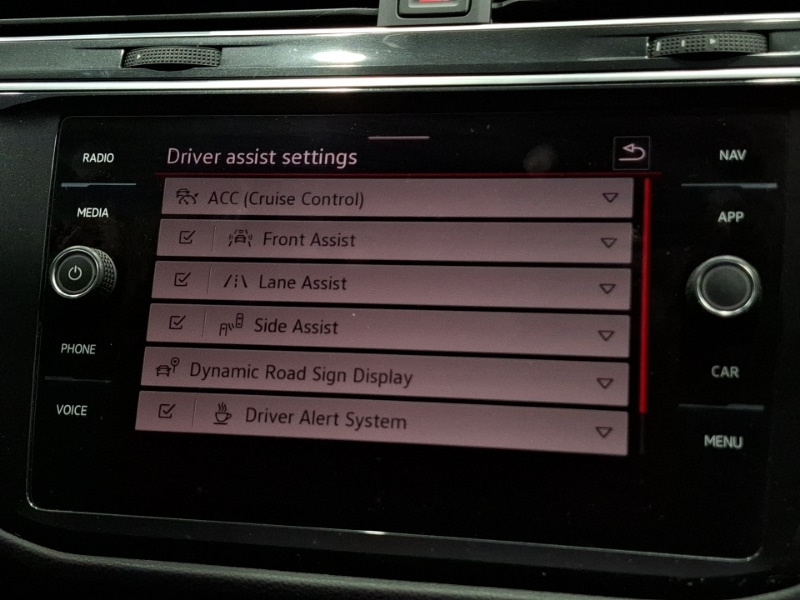 RADIO
MEDIA
PHONE
VOICE
Driver assist settings
ACC (Cruise Control)
Front Assist
Lane Assist
Side Assist
Dynamic Road Sign Display
Driver Alert System
NAV
APP
CAR
MENU